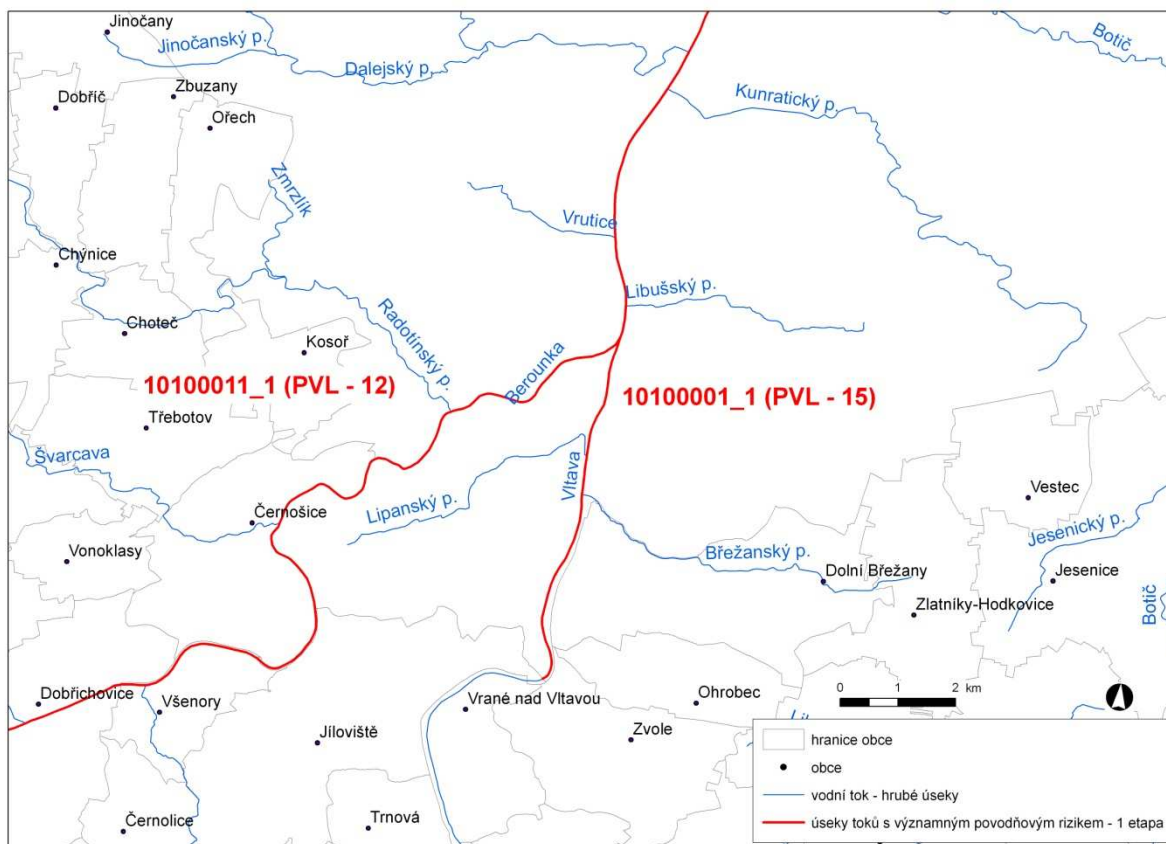 Jinočany
Jinočanský p.
Botič
Dalejský p.
Zbuzany
Dobříč
Kunratický p.
Ořech
Zmrzlík
Vrutice
Chýnice
Libušský p.
Radotínský p.
Choteč
Kosoř
Berounka
10100011_1 (PVL - 12)
10100001_1 (PVL - 15)
Třebotov
Švarcava
Vltava
Vestec
Lipanský p.
Černošice
Jesenický p.
Břežanský p.
Vonoklasy
Dolní Břežany
Jesenice
Botič
Zlatníky-Hodkovice
Dobřichovice
Všenory
Vrané nad Vltavou
Ohrobec
0 1 2 km
Jíloviště
Zvole
hranice obce
obce
vodní tok - hrubé úseky
Černolice
Trnová
úseky toků s významným povodňovým rizikem - 1 etapa